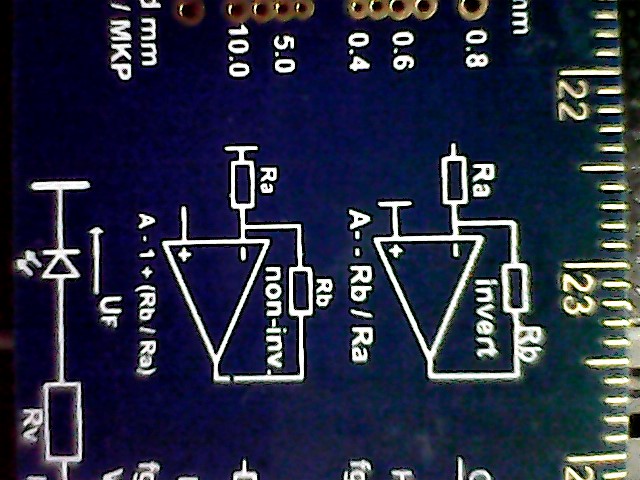 mm
0.8
0.6
0.4
5.0
10.0
d mm
/ MKP
22
23
2
Ra
-
+
invert
Rb
A - - Rb / Ra
Ra
-
+
non-inv.
Rb
A - 1 + (Rb / Ra)
UF
Rv